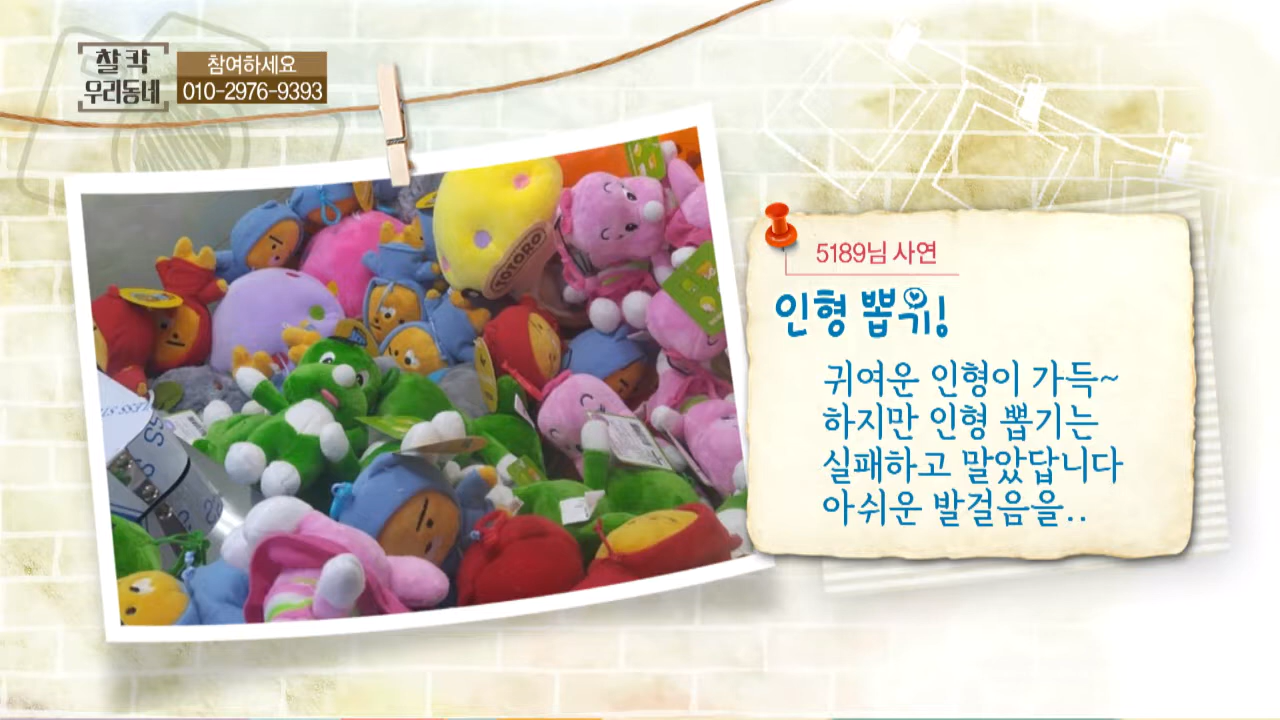 찰칵
우리동네
참여하세요
010-2976-9393
TOTORO
5189님 사연
인형 뽑기!
귀여운 인형이 가득~
하지만 인형 뽑기는
실패하고 말았답니다
아쉬운 발걸음을..